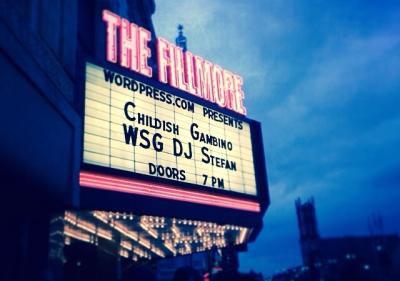 THE FILLMORE
WORDPRESS.COM PRESENTS
CHILDISH GAMBINO
WSG DJ STEFAN
DOORS 7 PM